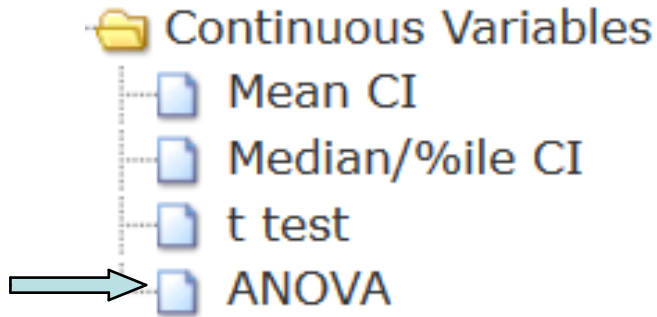 Continuous Variables
Mean CI
Median/%ile CI
t test
ANOVA